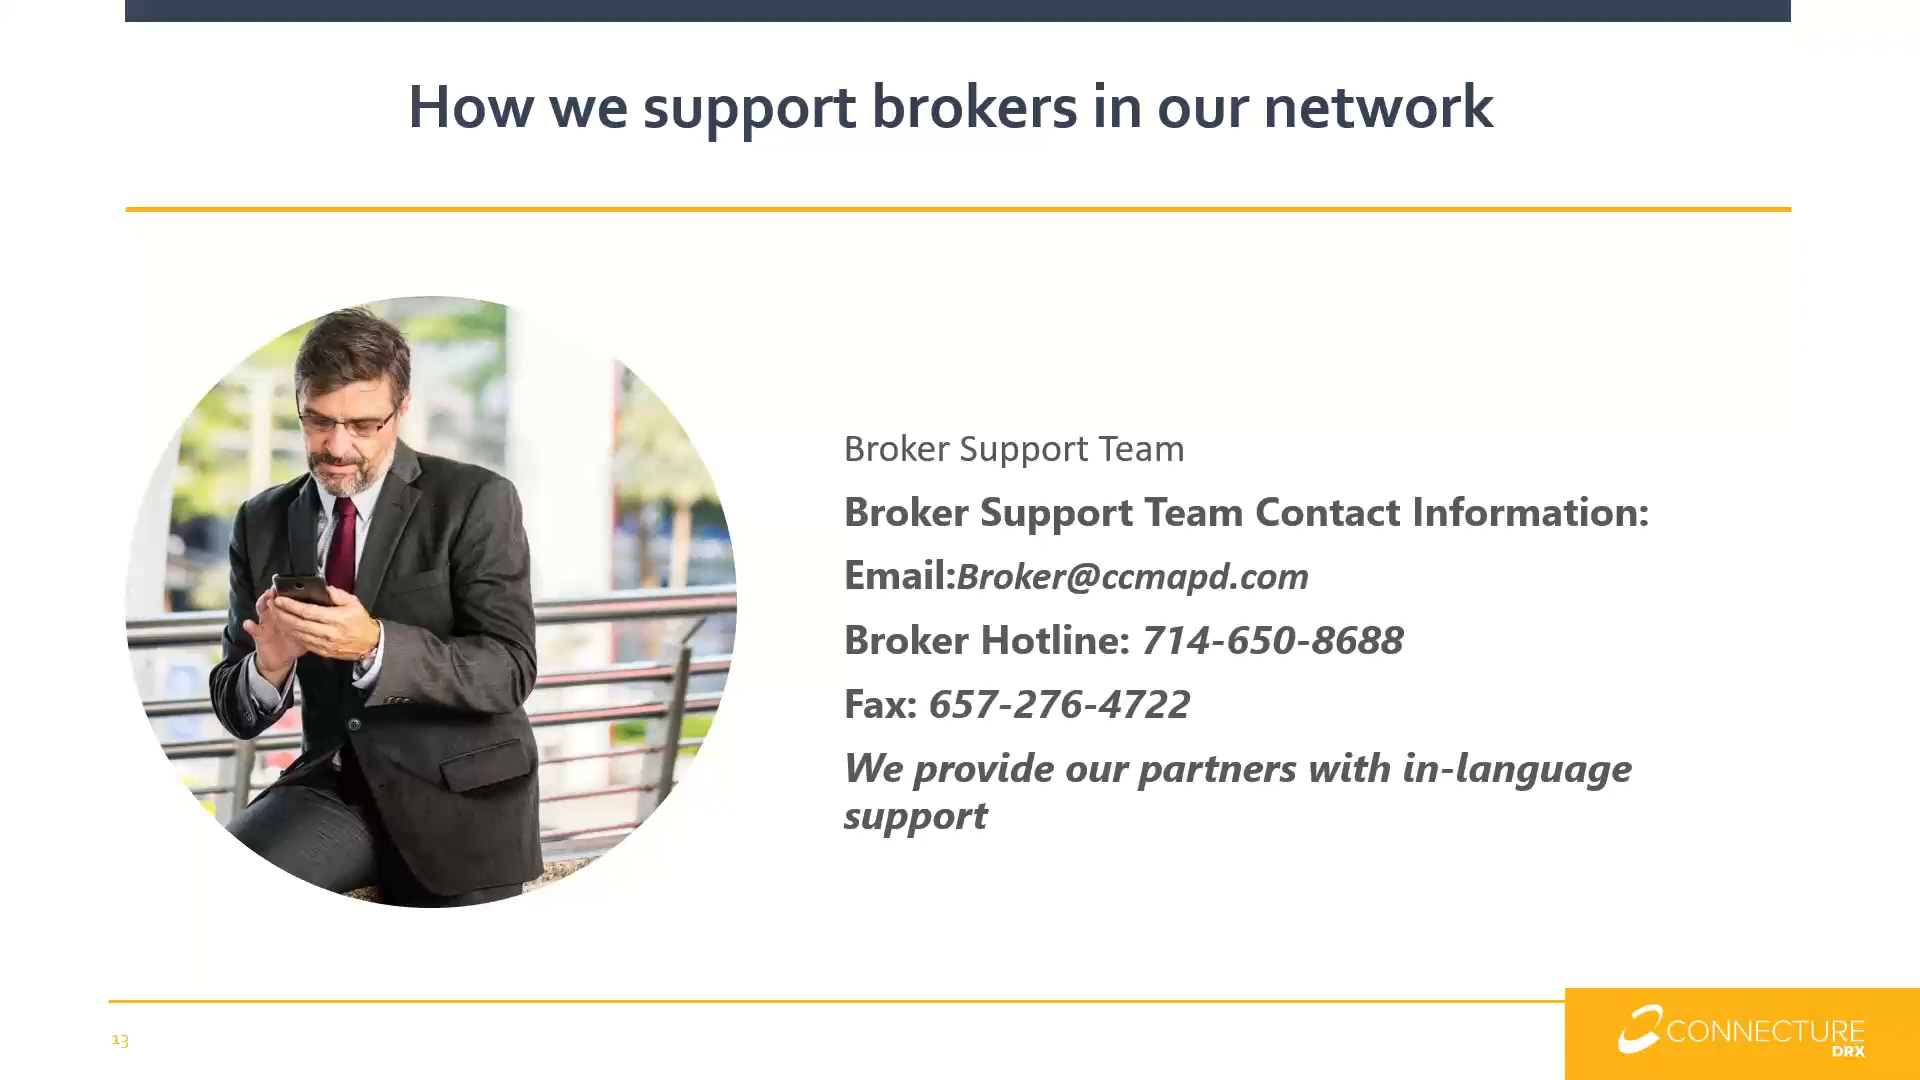 How we support brokers in our network
Broker Support Team
Broker Support Team Contact Information:
Email:Broker@ccmapd.com
Broker Hotline: 714-650-8688
Fax: 657-276-4722
We provide our partners with in-language
support
13
CONNECTURE
DRX